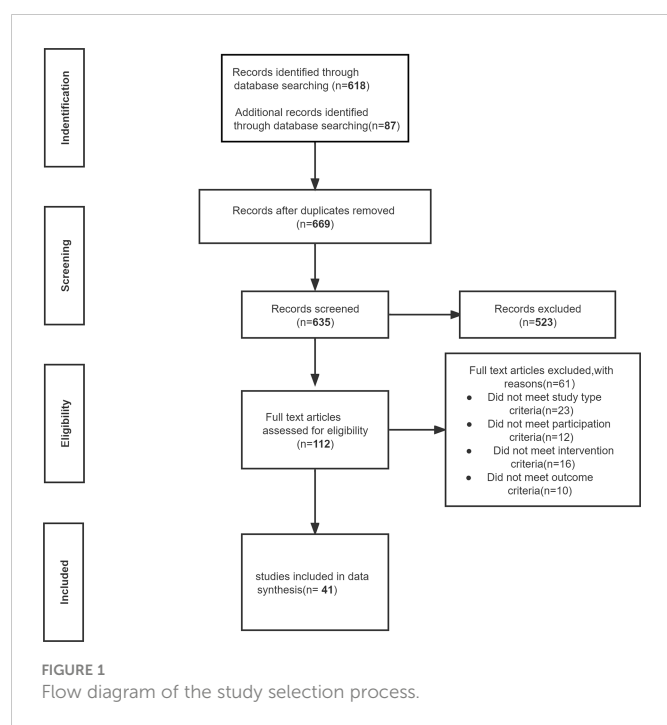 Indentification
Records identified through
database searching (n=618)
Additional records identified
through database searching(n=87)
Records after duplicates removed
(n=669)
Screening
Records screened
(n=635)
Records excluded
(n=523)
Eligibility
Full text articles
assessed for eligibility
(n=112)
Full text articles excluded,with
reasons(n=61)
● Did not meet study type
criteria(n=23)
● Did not meet participation
criteria(n=12)
● Did not meet intervention
criteria(n=16)
● Did not meet outcome
criteria(n=10)
Included
studies included in data
synthesis(n= 41)
FIGURE 1
Flow diagram of the study selection process.